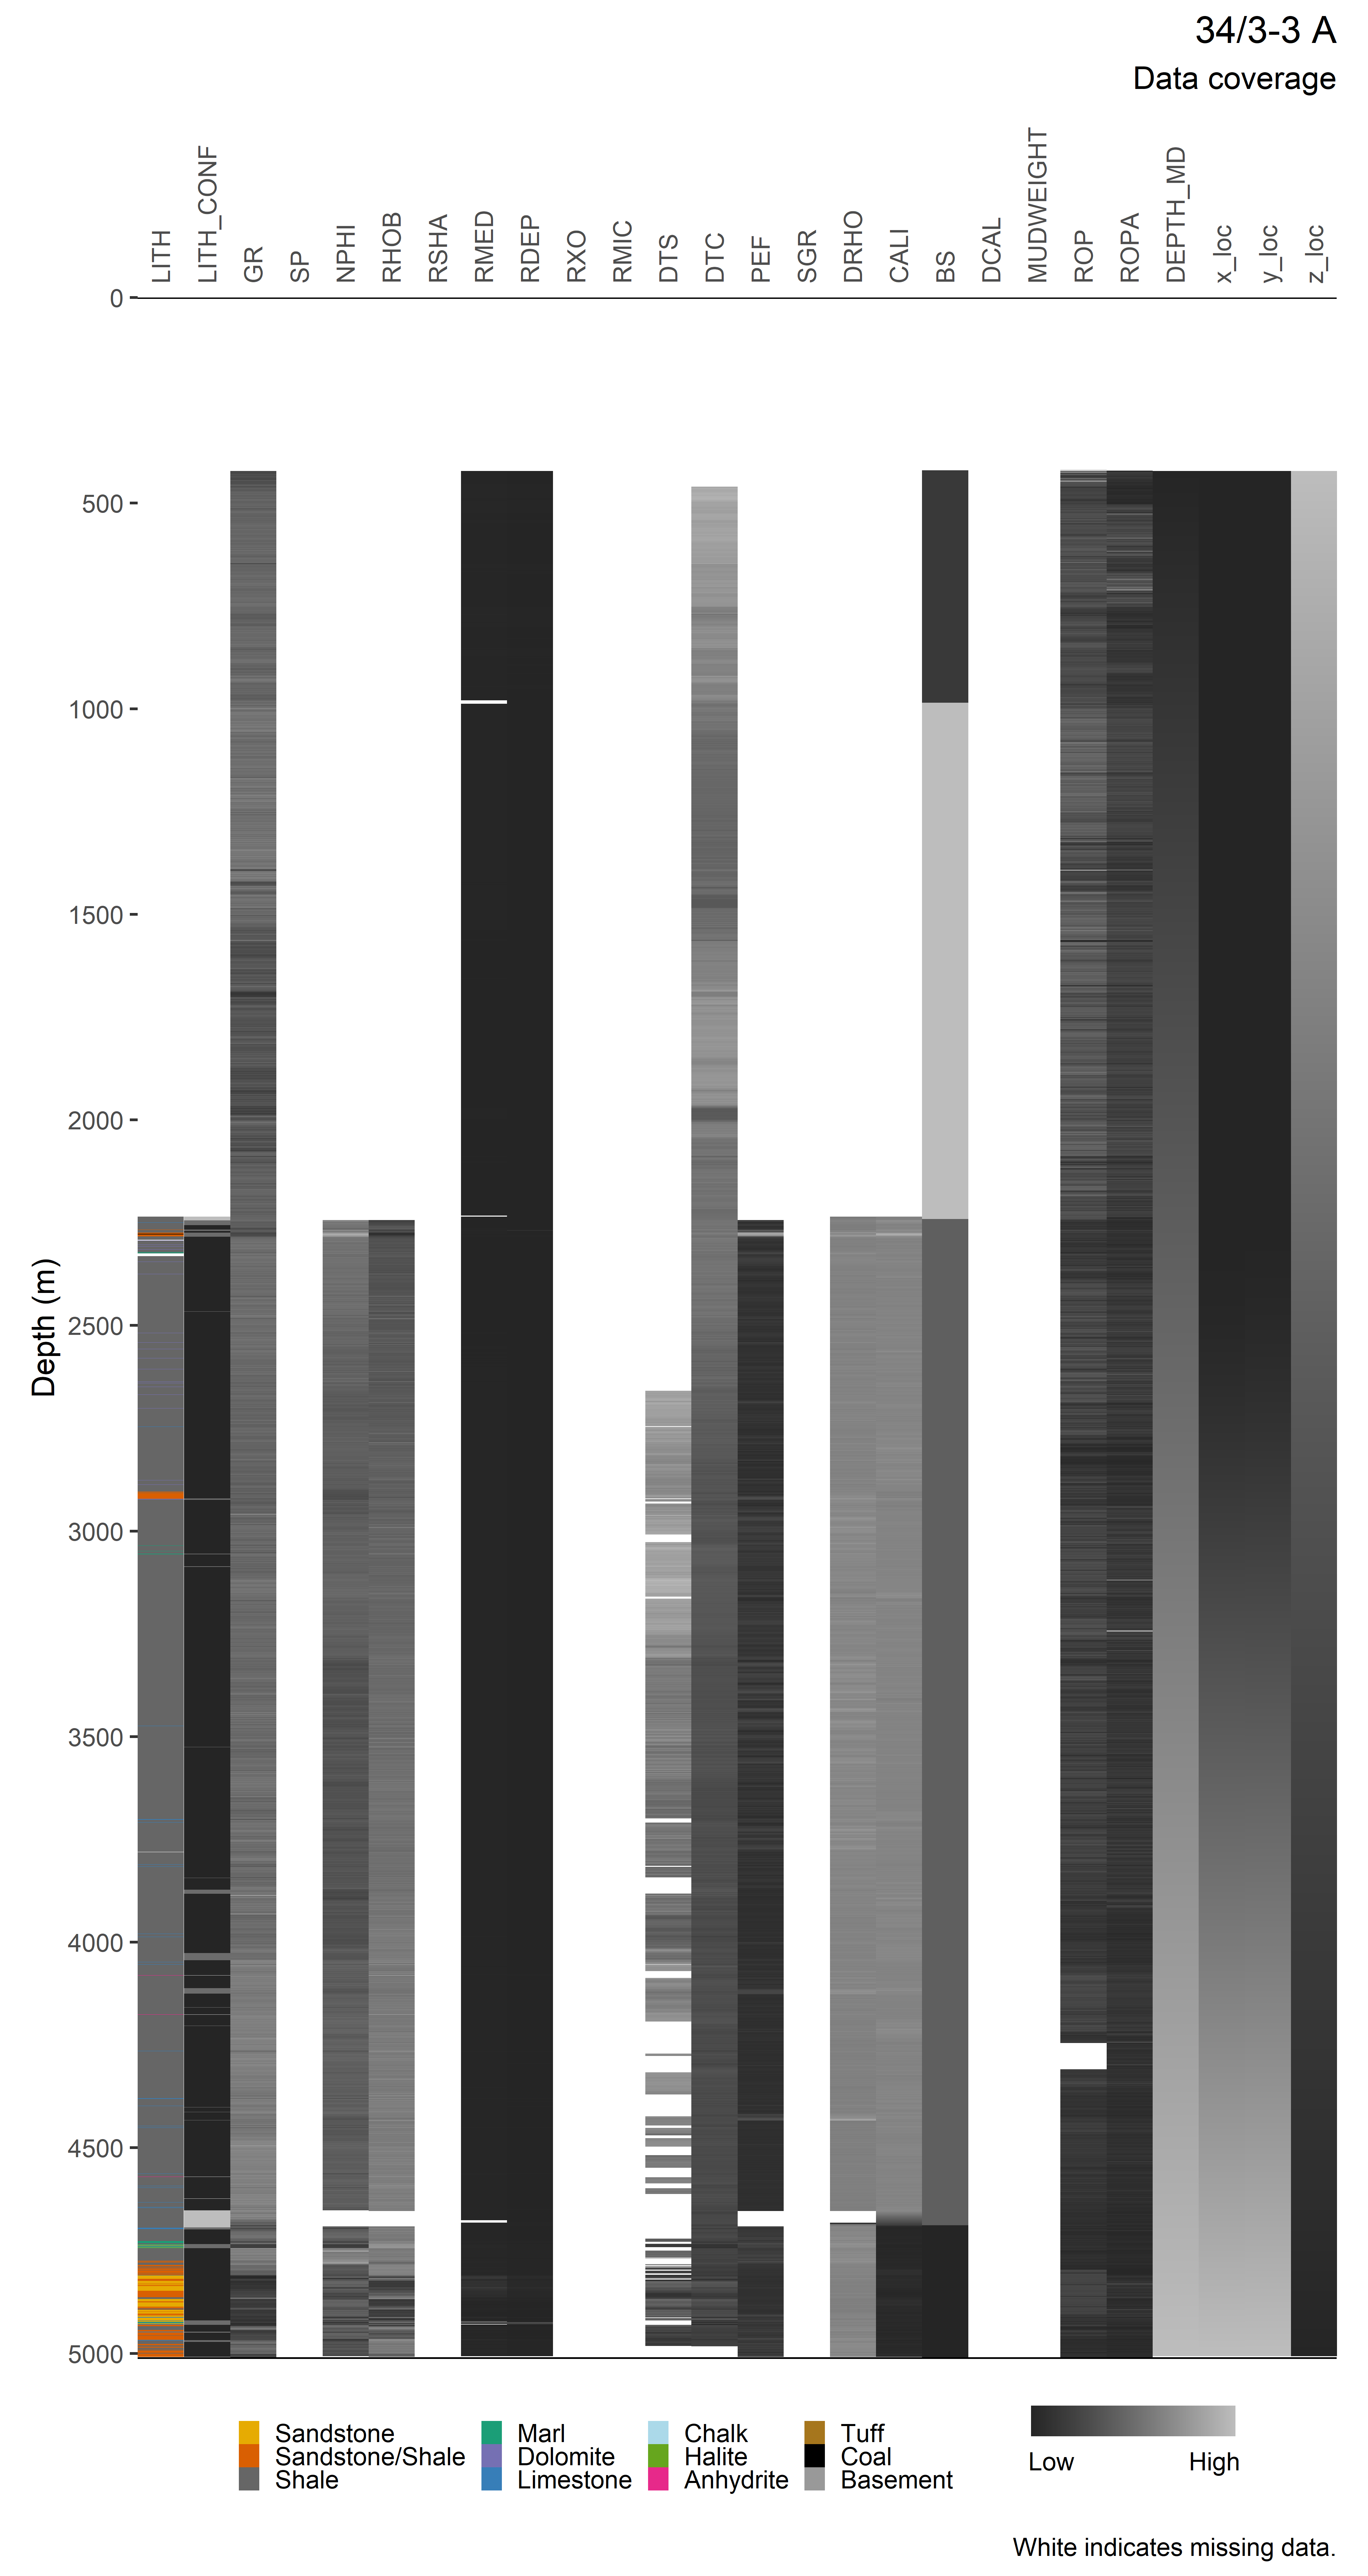 34/3-3 A
Data coverage
LITH
LITH_CONF
GR
SP
NPHI
RHOB
RSHA
RMED
RDEP
RXO
RMIC
DTS
DTC
PEF
SGR
DRHO
CALI
BS
DCAL
MUDWEIGHT
ROP
ROPA
DEPTH_MD
x_loc
y_loc
z_loc
0
500
1000
1500
2000
2500
3000
3500
4000
4500
5000
Depth (m)
Sandstone
Sandstone/Shale
Shale
Marl
Dolomite
Limestone
Chalk
Halite
Anhydrite
Tuff
Coal
Basement
Low
High
White indicates missing data.